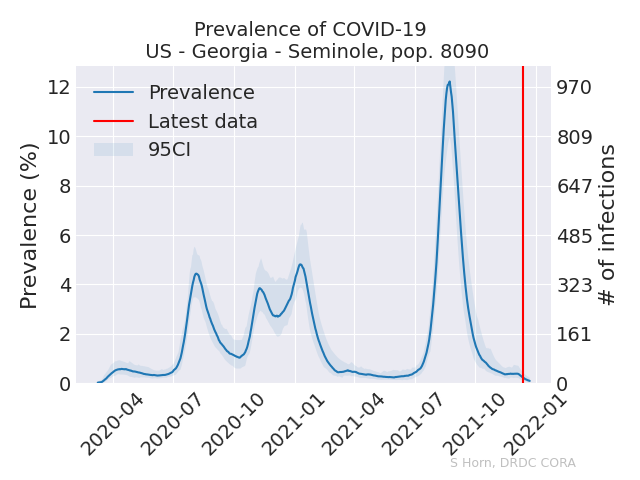 Prevalence of COVID-19
US - Georgia - Seminole, pop. 8090
Prevalence
Latest data
95CI
Prevalence (%)
12
10
8
6
4
2
0
# of infections
970
809
647
485
323
161
0
2020-04
2020-07
2020-10
2021-01
2021-04
2021-07
2021-10
2022-01
S Horn, DRDC CORA